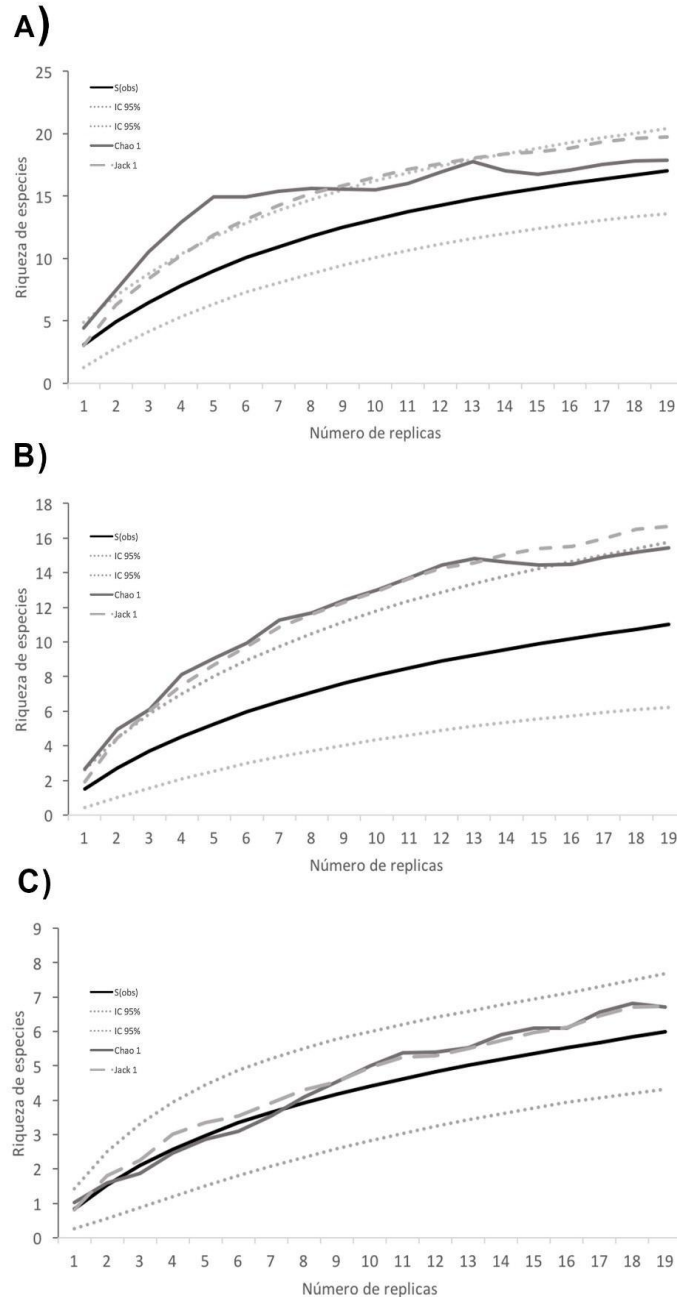 A)
25
20
15
10
5
0
Riqueza de especies
S(obs)
IC 95%
IC 95%
Chao 1
Jack 1
1 2 3 4 5 6 7 8 9 10 11 12 13 14 15 16 17 18 19
Número de replicas
B)
18
16
14
12
10
8
6
4
2
0
Riqueza de especies
S(obs)
IC 95%
IC 95%
Chao 1
Jack 1
1 2 3 4 5 6 7 8 9 10 11 12 13 14 15 16 17 18 19
Número de replicas
C)
9
8
7
6
5
4
3
2
1
0
Riqueza de especies
S(obs)
IC 95%
IC 95%
Chao 1
Jack 1
1 2 3 4 5 6 7 8 9 10 11 12 13 14 15 16 17 18 19
Número de replicas